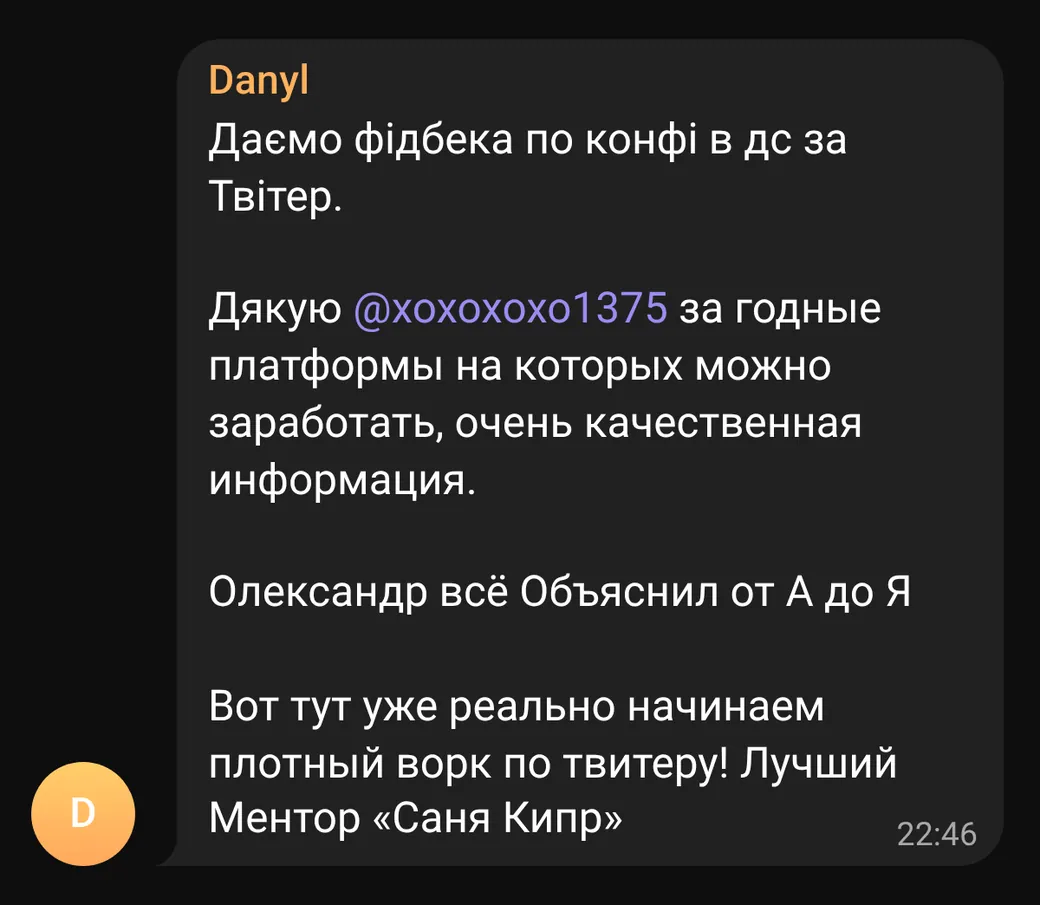 Danyl
Даємо фідбека по конфі в дс за
Твітер.
Дякую @xoxoxoxo1375 за годные
платформы на которых можно
заработать, очень качественная
информация.
Олександр всё Объяснил от А до Я
Вот тут уже реально начинаем
плотный ворк по твитеру! Лучший
Ментор «Саня Кипр»
22:46
D